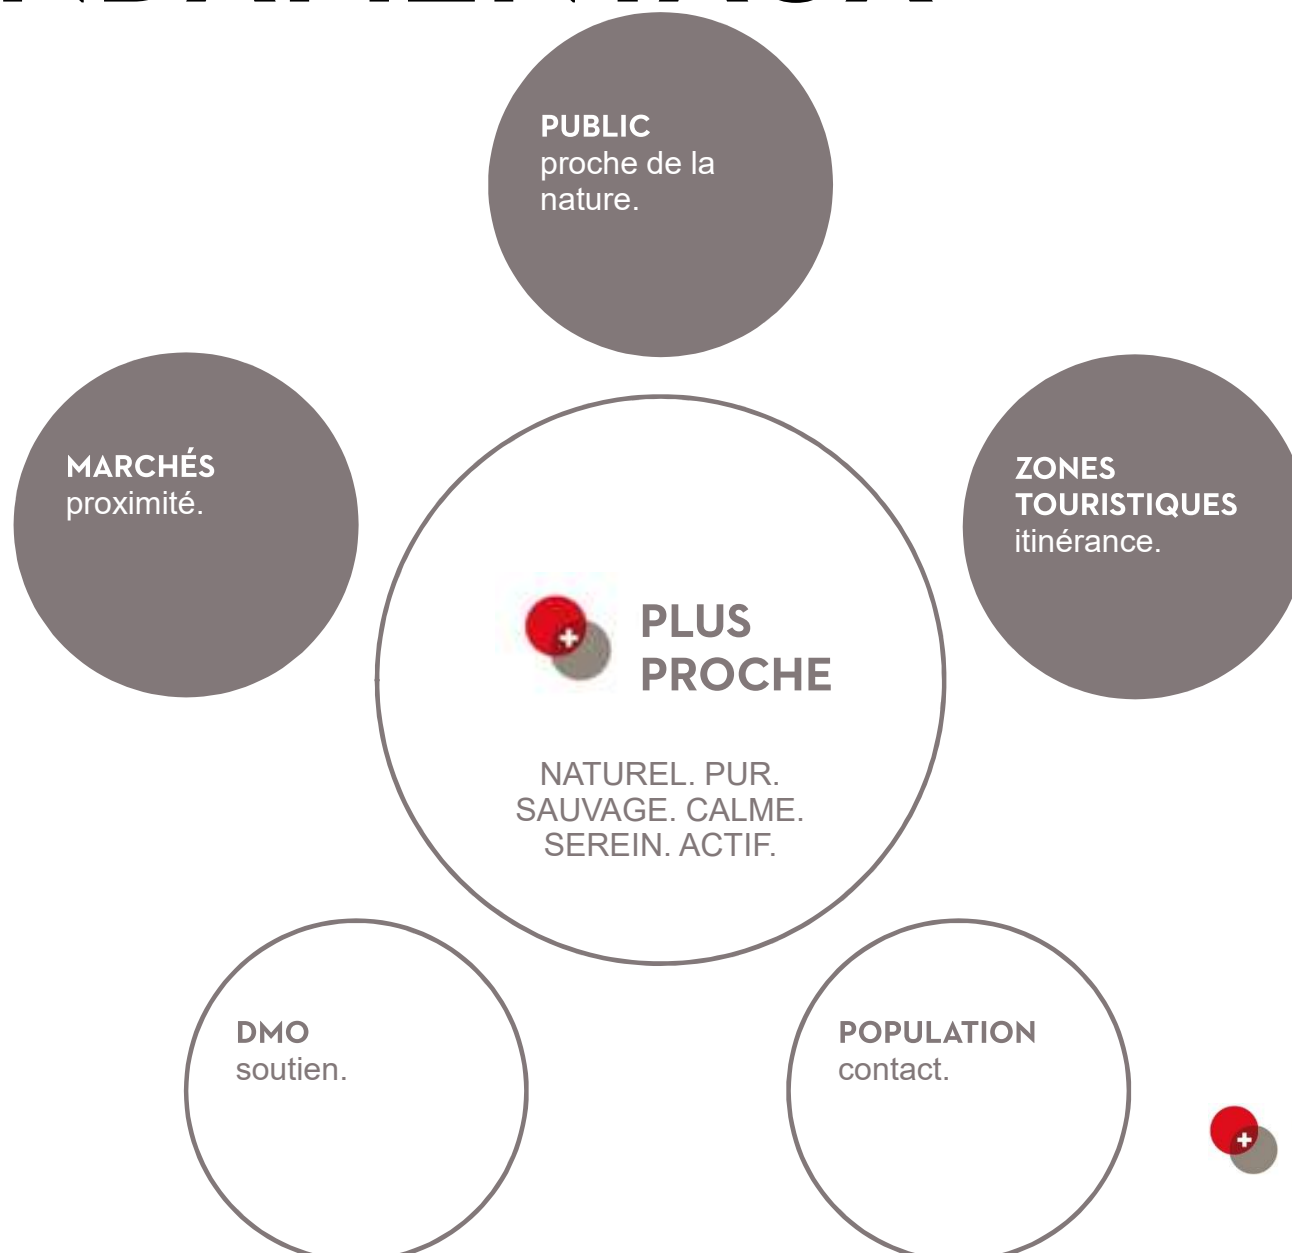 PUBLIC
proche de la
nature.
MARCHÉS
proximité.
ZONES
TOURISTIQUES
itinérance.
PLUS
PROCHE
NATUREL. PUR.
SAUVAGE. CALME.
SEREIN. ACTIF.
DMO
soutien.
POPULATION
contact.